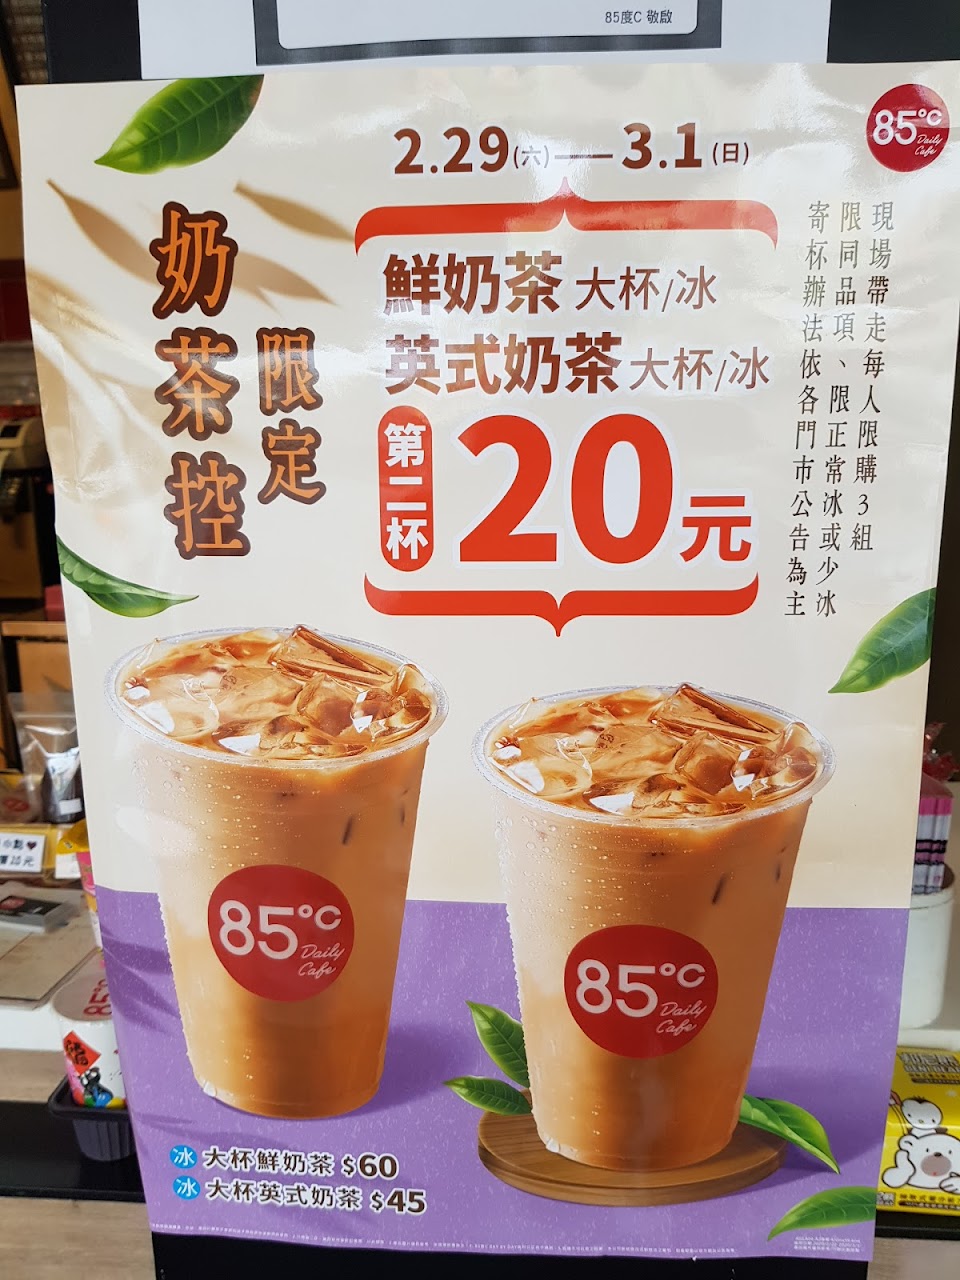 85度C 敬啟
2.29(六)—3.1(日)
85°C
Daily
Cafe
奶茶控
限定
鮮奶茶 大杯/冰
英式奶茶 大杯/冰
第二杯
20元
現場帶走每人限購3組
限同品項、限正常冰或少冰
寄杯辦法依各門市公告為主
85°C
Daily
Cafe
85°C
Daily
Cafe
冰 大杯鮮奶茶 $60
冰 大杯英式奶茶 $45